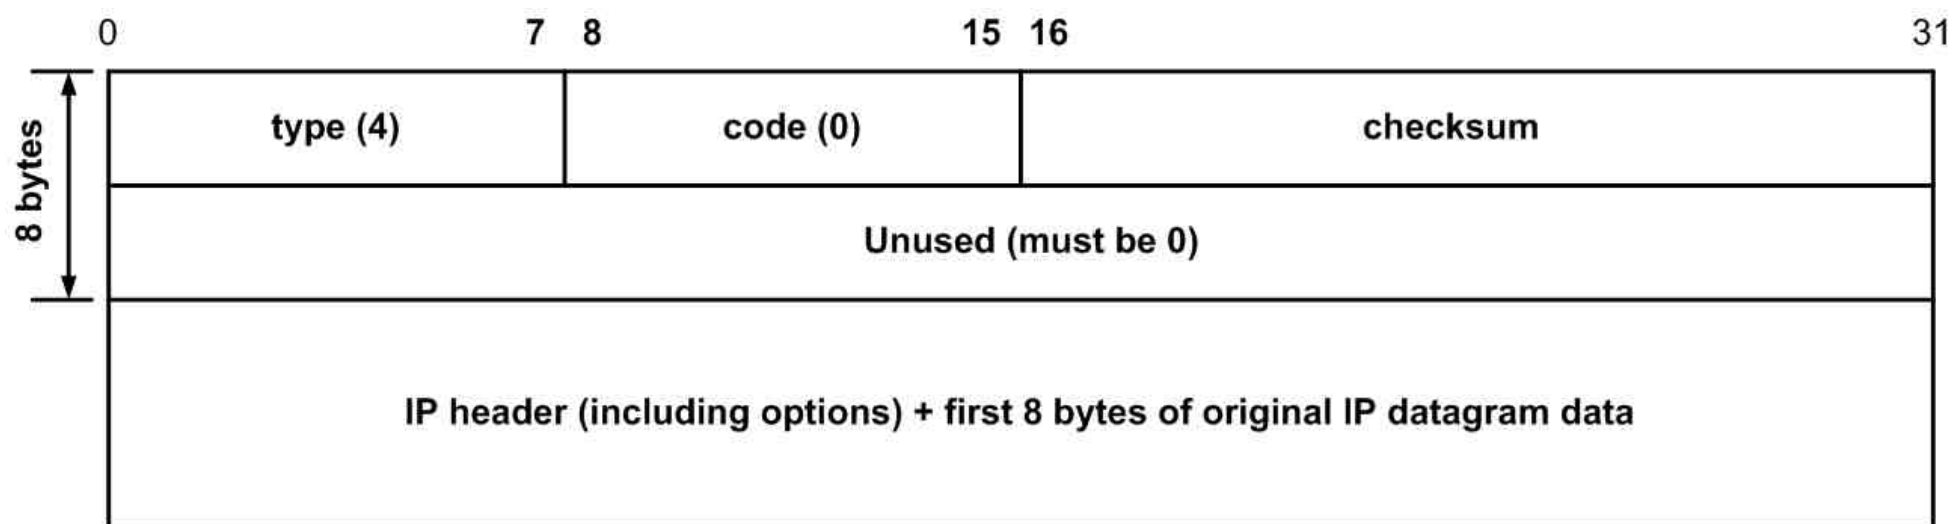 0 7 8 15 16 31
type (4) code (0) checksum
8 bytes
Unused (must be 0)
IP header (including options) + first 8 bytes of original IP datagram data